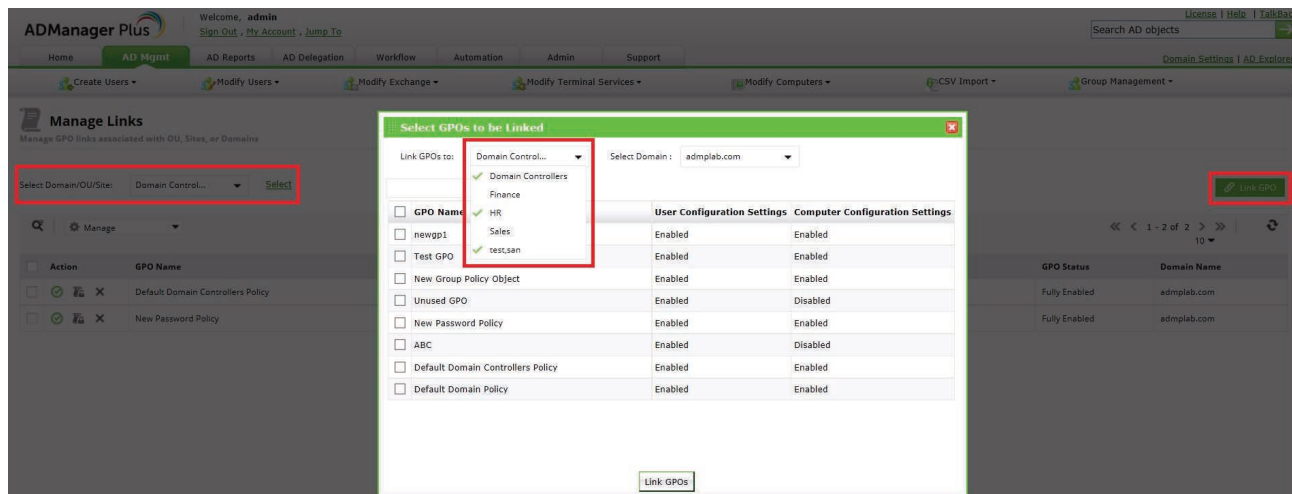 License | Help | TalkBac
ADManager Plus
Welcome, admin
Sign Out , My Account , Jump To
Search AD objects
Home AD Mgmt AD Reports AD Delegation Workflow Automation Admin Support
Domain Settings | AD Explorer
Create Users Modify Users Modify Exchange Modify Terminal Services Modify Computers CSV Import Group Management
Manage Links
Manage GPO links associated with OU, Sites, or Domains
Select Domain/OU/Site: Domain Control... Select
Link GPO
Manage
1 - 2 of 2
10
Action GPO Name GPO Status Domain Name
Default Domain Controllers Policy Fully Enabled admplab.com
New Password Policy Fully Enabled admplab.com
Select GPOs to be Linked
Link GPOs to: Domain Control... Select Domain : admplab.com
Domain Controllers
Finance
HR
Sales
test,san
GPO Name User Configuration Settings Computer Configuration Settings
newgp1 Enabled Enabled
Test GPO Enabled Enabled
New Group Policy Object Enabled Enabled
Unused GPO Enabled Disabled
New Password Policy Enabled Enabled
ABC Enabled Disabled
Default Domain Controllers Policy Enabled Enabled
Default Domain Policy Enabled Enabled
Link GPOs